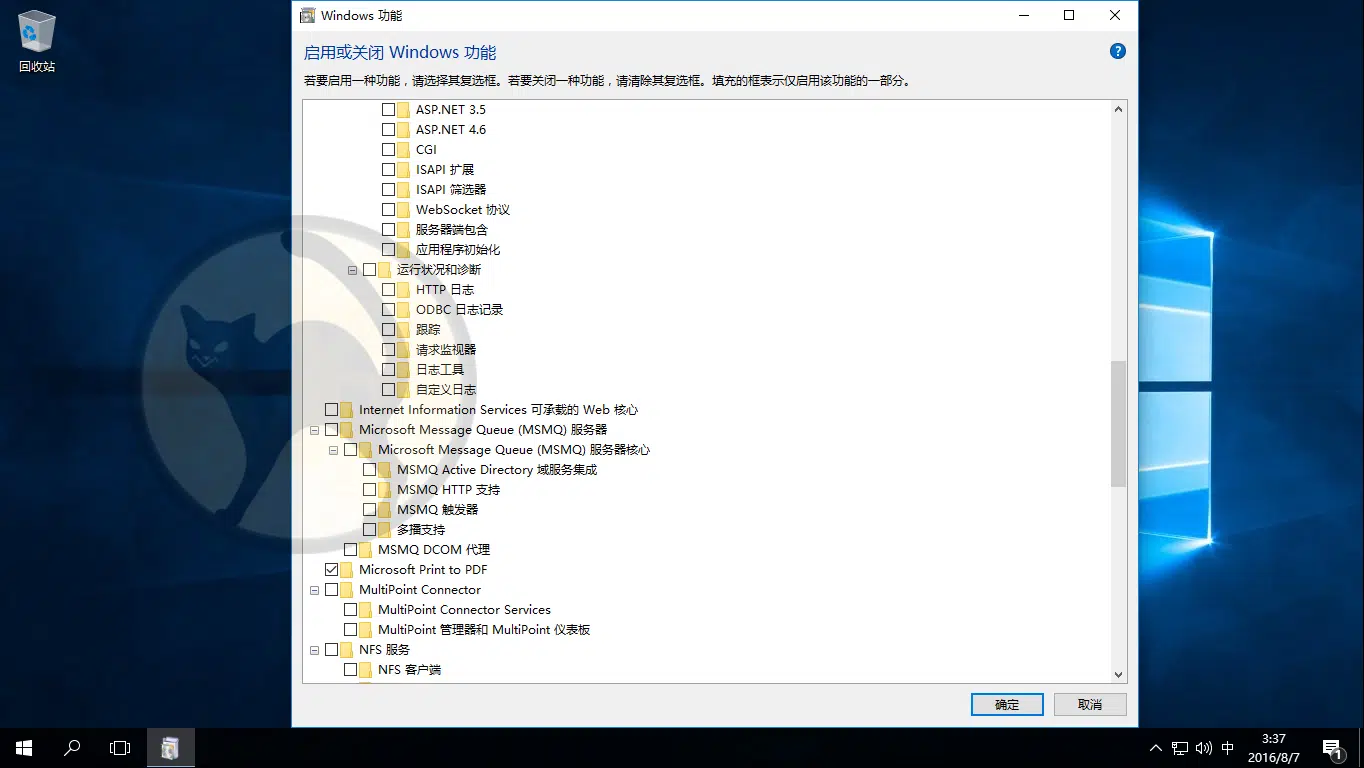 Windows 功能
回收站
启用或关闭 Windows 功能
若要启用一种功能，请选择其复选框。若要关闭一种功能，请清除其复选框。填充的框表示仅启用该功能的一部分。
ASP.NET 3.5
ASP.NET 4.6
CGI
ISAPI 扩展
ISAPI 筛选器
WebSocket 协议
服务器端包含
应用程序初始化
运行状况和诊断
HTTP 日志
ODBC 日志记录
跟踪
请求监视器
日志工具
自定义日志
Internet Information Services 可承载的 Web 核心
Microsoft Message Queue (MSMQ) 服务器
Microsoft Message Queue (MSMQ) 服务器核心
MSMQ Active Directory 域服务集成
MSMQ HTTP 支持
MSMQ 触发器
多播支持
MSMQ DCOM 代理
Microsoft Print to PDF
MultiPoint Connector
MultiPoint Connector Services
MultiPoint 管理器和 MultiPoint 仪表板
NFS 服务
NFS 客户端
确定
取消
中
3:37
2016/8/7
1